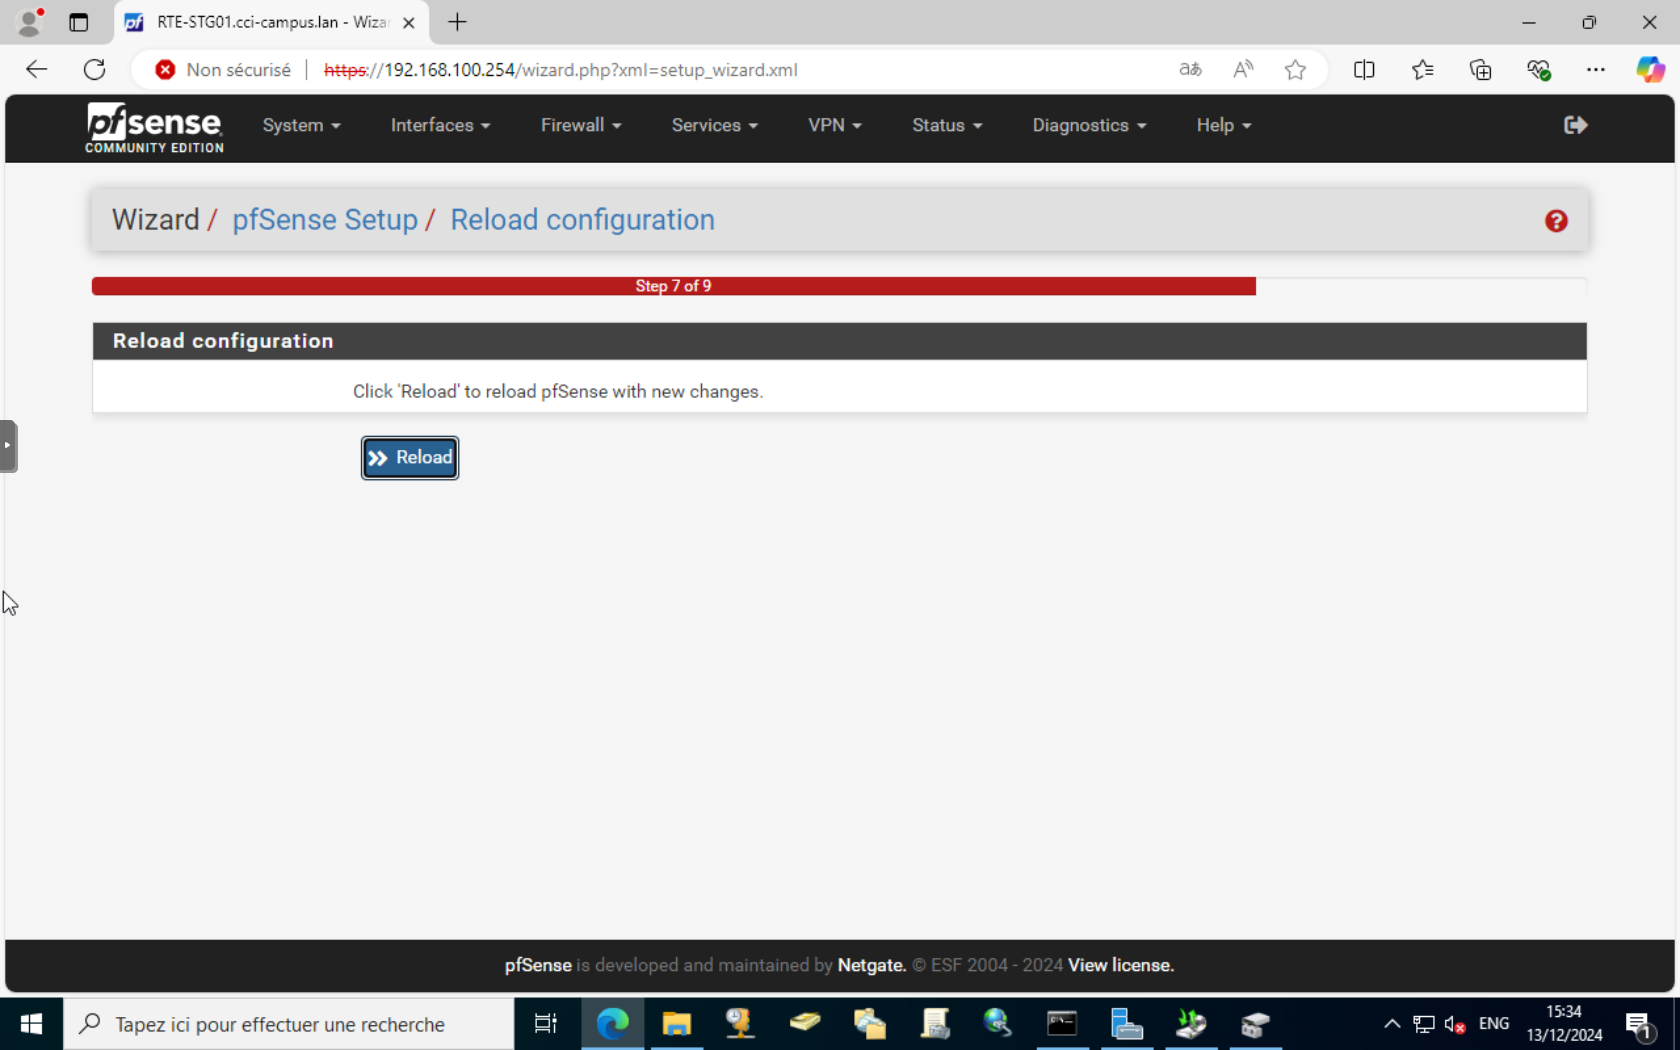 RTE-STG01.cci-campus.lan - Wiza
Non sécurisé https://192.168.100.254/wizard.php?xml=setup_wizard.xml
pfsense
COMMUNITY EDITION
System Interfaces Firewall Services VPN Status Diagnostics Help
Wizard / pfSense Setup / Reload configuration
Step 7 of 9
Reload configuration
Click 'Reload' to reload pfSense with new changes.
Reload
pfSense is developed and maintained by Netgate. © ESF 2004 - 2024 View license.
Tapez ici pour effectuer une recherche
ENG
15:34
13/12/2024
1